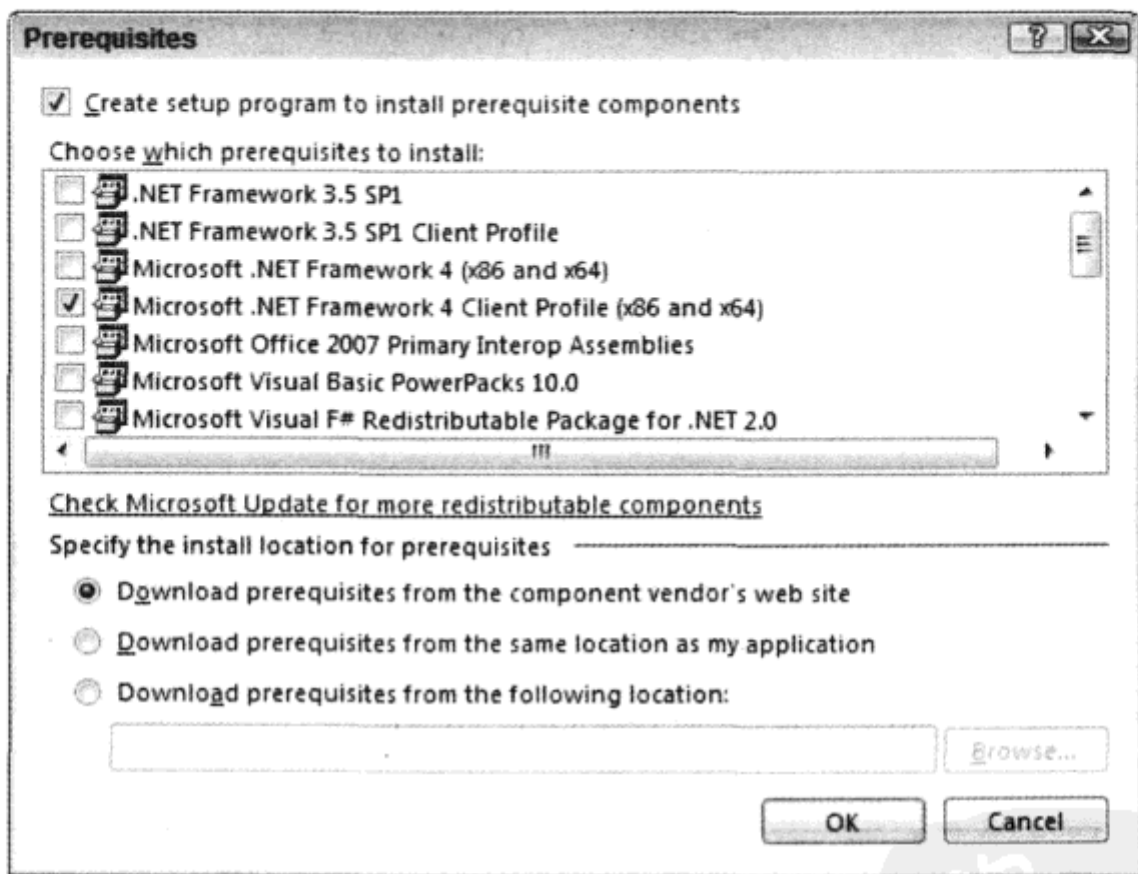 Prerequisites
Create setup program to install prerequisite components
Choose which prerequisites to install:
.NET Framework 3.5 SP1
.NET Framework 3.5 SP1 Client Profile
Microsoft .NET Framework 4 (x86 and x64)
Microsoft .NET Framework 4 Client Profile (x86 and x64)
Microsoft Office 2007 Primary Interop Assemblies
Microsoft Visual Basic PowerPacks 10.0
Microsoft Visual F# Redistributable Package for .NET 2.0
Check Microsoft Update for more redistributable components
Specify the install location for prerequisites
Download prerequisites from the component vendor's web site
Download prerequisites from the same location as my application
Download prerequisites from the following location:
Browse...
OK Cancel